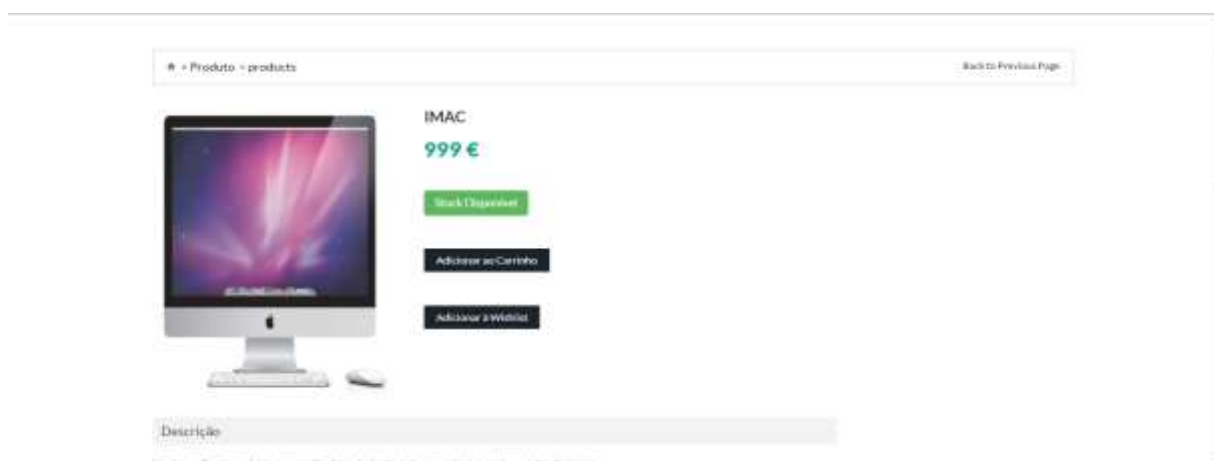 » Produto » products
Back to Previous Page
IMAC
999 €
Stock Disponível
Adicionar ao Carrinho
Adicionar à Wishlist
Descrição